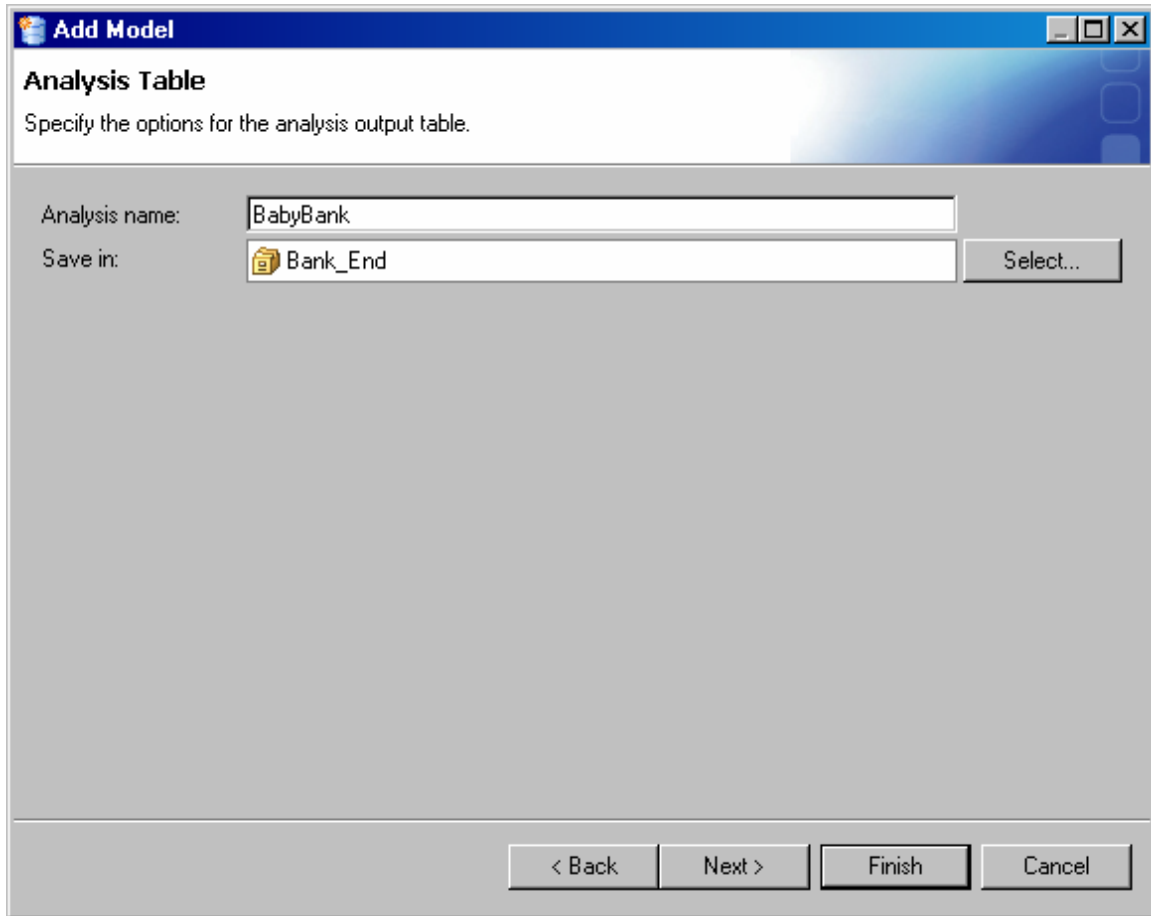 Add Model
Analysis Table
Specify the options for the analysis output table.
Analysis name: BabyBank
Save in: Bank_End Select...
< Back Next > Finish Cancel